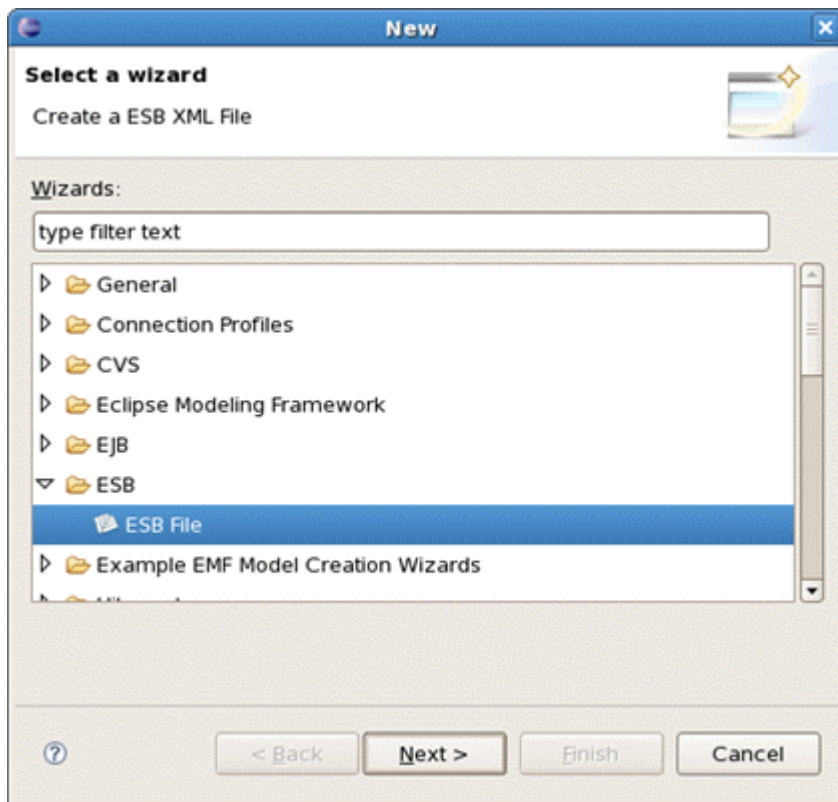 New
Select a wizard
Create a ESB XML File
Wizards:
type filter text
General
Connection Profiles
CVS
Eclipse Modeling Framework
EJB
ESB
ESB File
Example EMF Model Creation Wizards
< Back Next > Finish Cancel